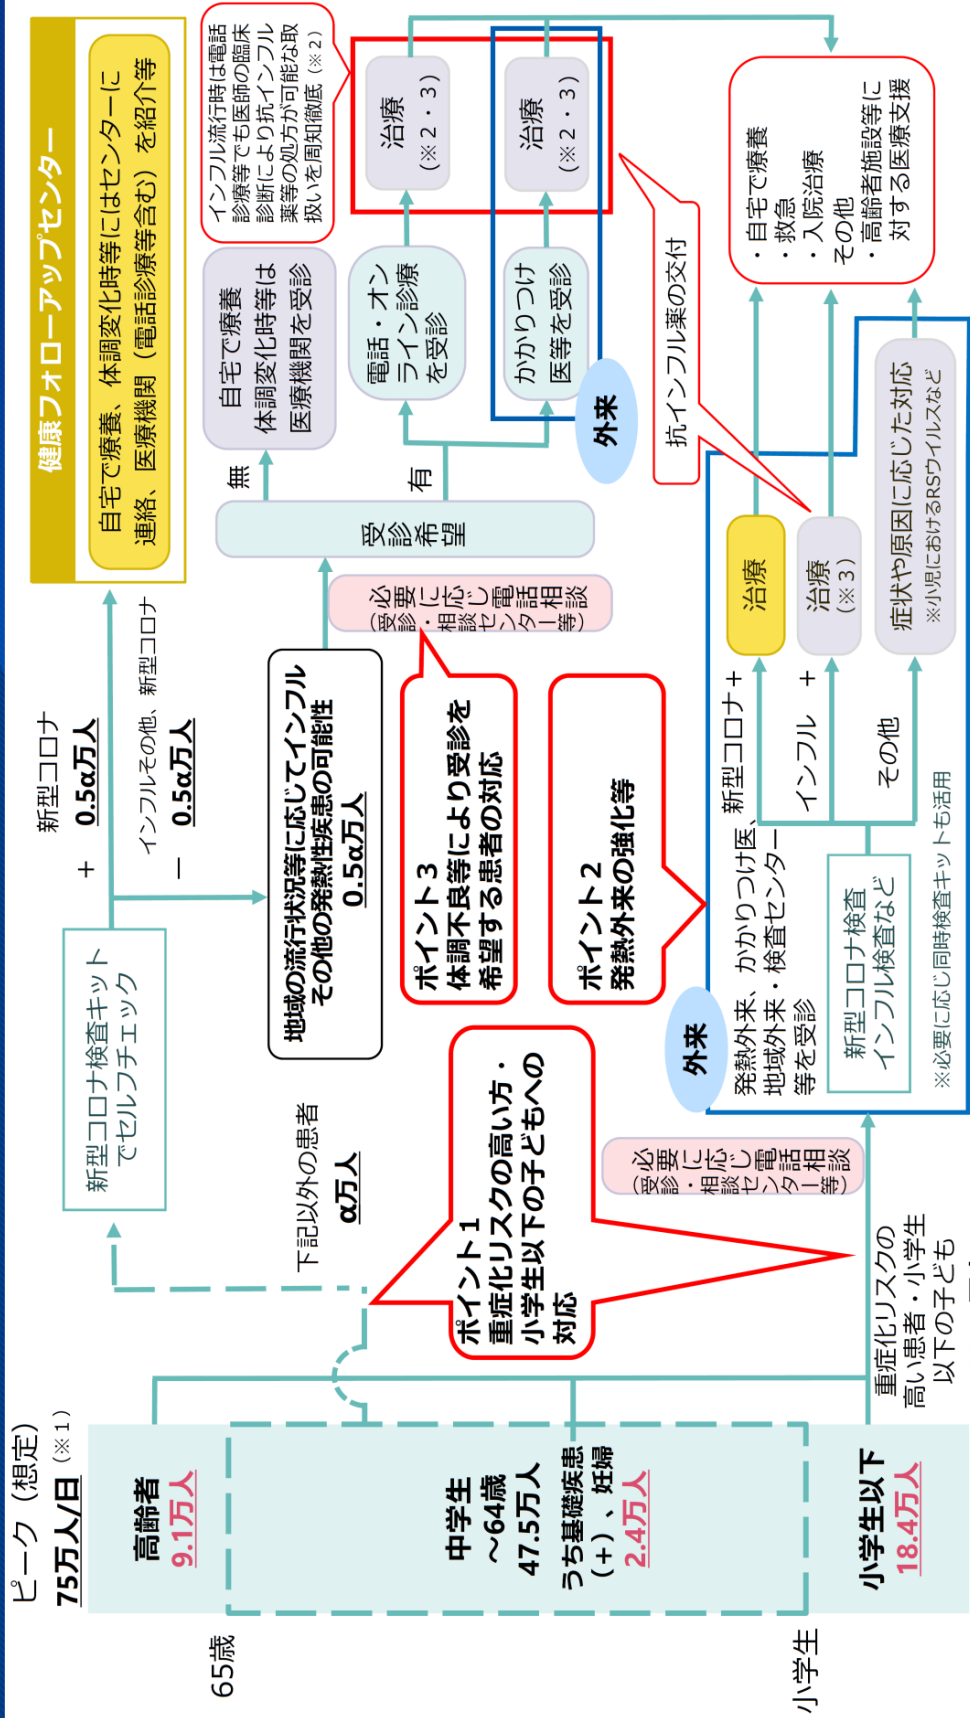 ピーク（想定）
75万人/日（※１）
高齢者
9.1万人
65歳
中学生
～64歳
47.5万人
うち基礎疾患
（+）、妊婦
2.4万人
小学生
小学生以下
18.4万人
新型コロナ検査キット
でセルフチェック
下記以外の患者
α万人
ポイント１
重症化リスクの高い方・
小学生以下の子どもへの
対応
重症化リスクの
高い患者・小学生
以下の子ども
必要に応じ電話相談
（受診・相談センター等）
新型コロナ
＋ 0.5α万人
インフルその他、新型コロナ
－ 0.5α万人
健康フォローアップセンター
自宅で療養、体調変化時等にはセンターに
連絡、医療機関（電話診療等含む）を紹介等
地域の流行状況等に応じてインフル
その他の発熱性疾患の可能性
0.5α万人
必要に応じ電話相談
（受診・相談センター等）
ポイント３
体調不良等により受診を
希望する患者の対応
受診希望
無
有
自宅で療養
体調変化時等は
医療機関を受診
電話・オン
ライン診療
を受診
かかりつけ
医等を受診
外来
インフル流行時は電話
診療等でも医師の臨床
診断により抗インフル
薬等の処方が可能な取
扱いを周知徹底（※２）
治療
（※２・３）
治療
（※２・３）
ポイント２
発熱外来の強化等
外来
発熱外来、かかりつけ医、
地域外来・検査センター
等を受診
新型コロナ検査
インフル検査など
※必要に応じ同時検査キットも活用
新型コロナ＋
インフル ＋
その他
治療
治療
（※３）
症状や原因に応じた対応
※小児におけるRSウイルスなど
抗インフル薬の交付
・自宅で療養
・救急
・入院治療
その他
・高齢者施設等に
対する医療支援